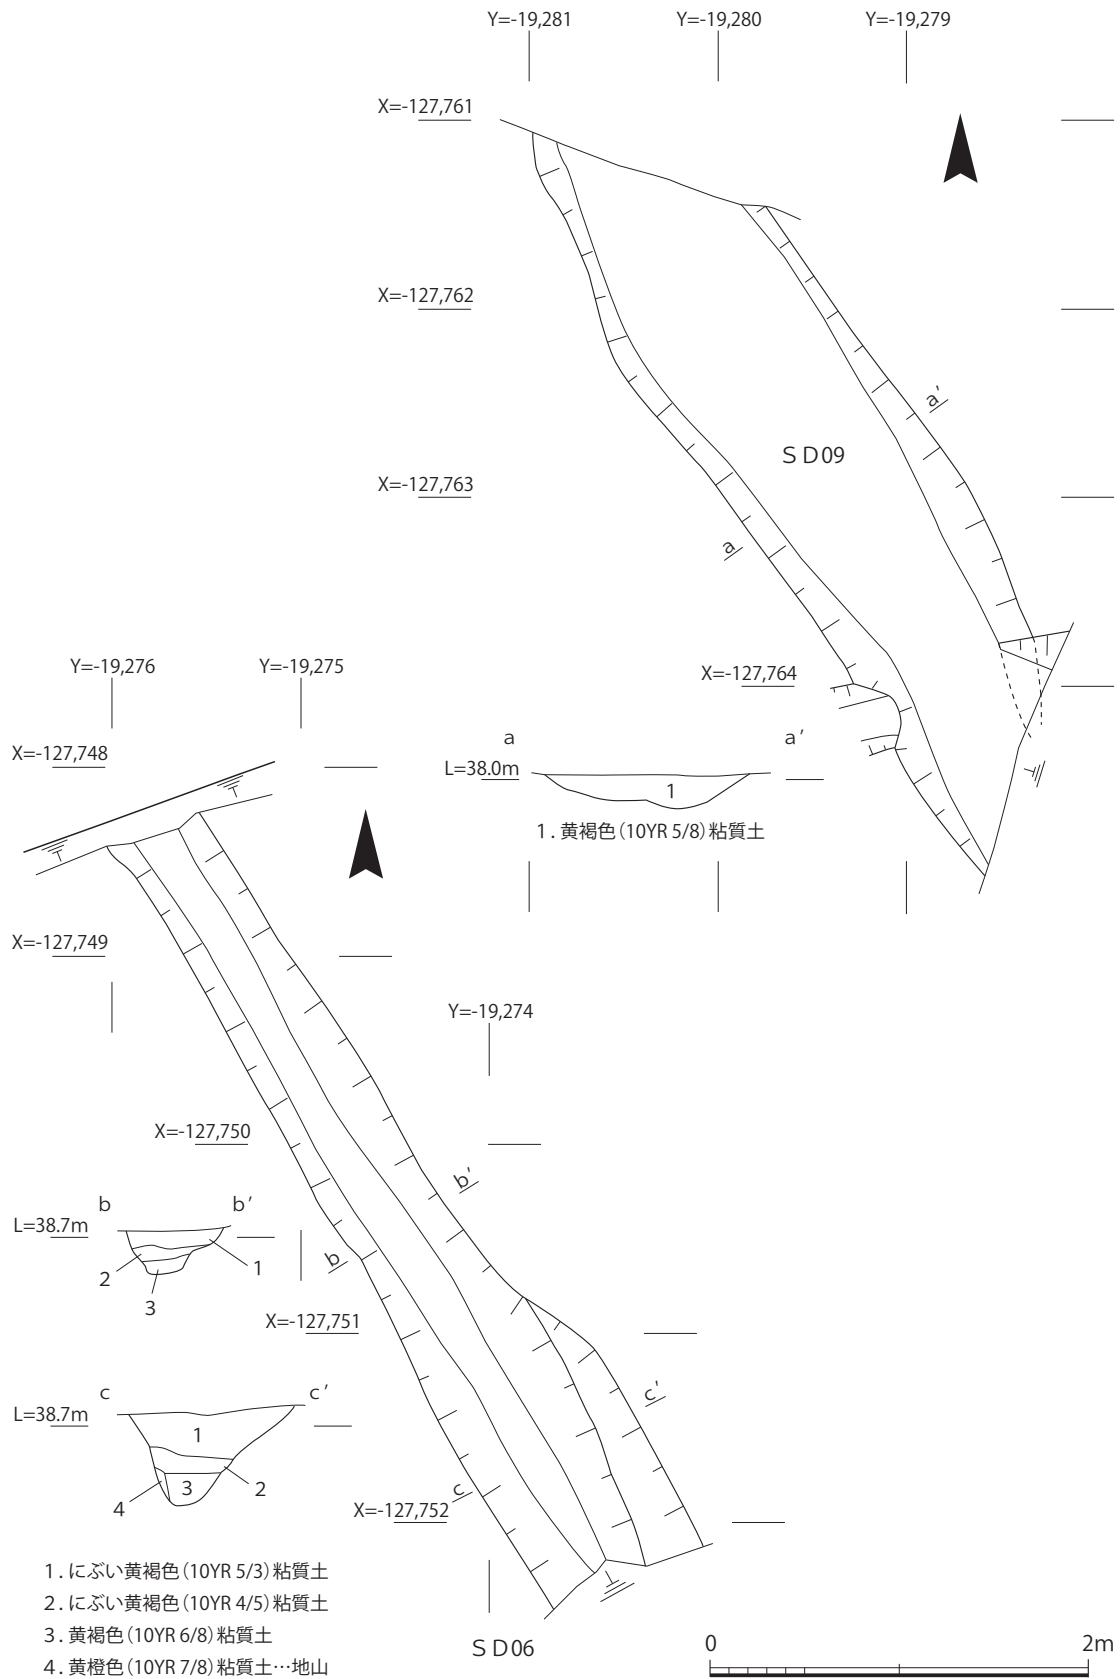 Y=-19,281
Y=-19,280
Y=-19,279
X=-127,761
X=-127,762
a'
ＳＤ09
X=-127,763
a
Y=-19,276
Y=-19,275
X=-127,764
X=-127,748
a
a'
L=38.0m
1
1. 黄褐色(10YR 5/8)粘質土
X=-127,749
Y=-19,274
X=-127,750
b'
b
b'
L=38.7m
b
1
2
3
X=-127,751
c
c'
c'
L=38.7m
1
2
3
4
c
X=-127,752
1. にぶい黄褐色(10YR 5/3)粘質土
2. にぶい黄褐色(10YR 4/5)粘質土
3. 黄褐色(10YR 6/8)粘質土
4. 黄橙色(10YR 7/8)粘質土…地山
ＳＤ06
0
2m